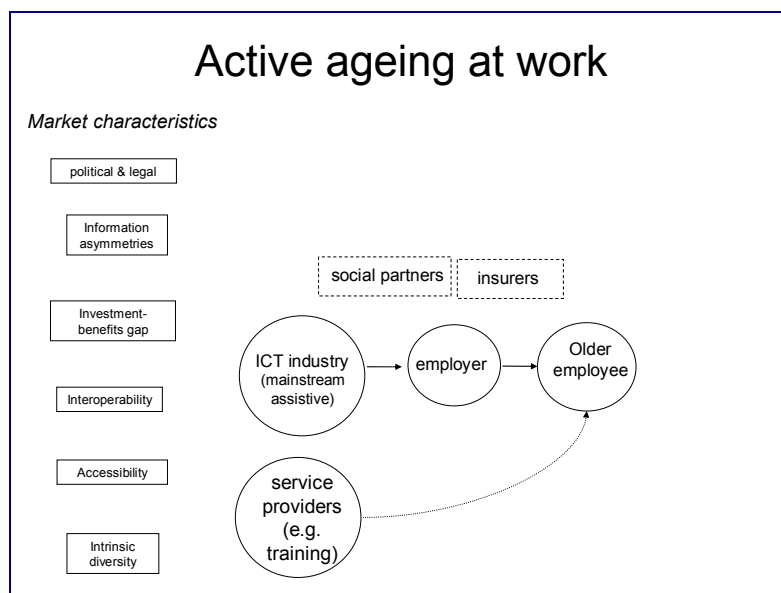 Active ageing at work
Market characteristics
political & legal
Information
asymmetries
Investment-
benefits gap
Interoperability
Accessibility
Intrinsic
diversity
social partners
insurers
ICT industry
(mainstream
assistive)
employer
Older
employee
service
providers
(e.g.
training)